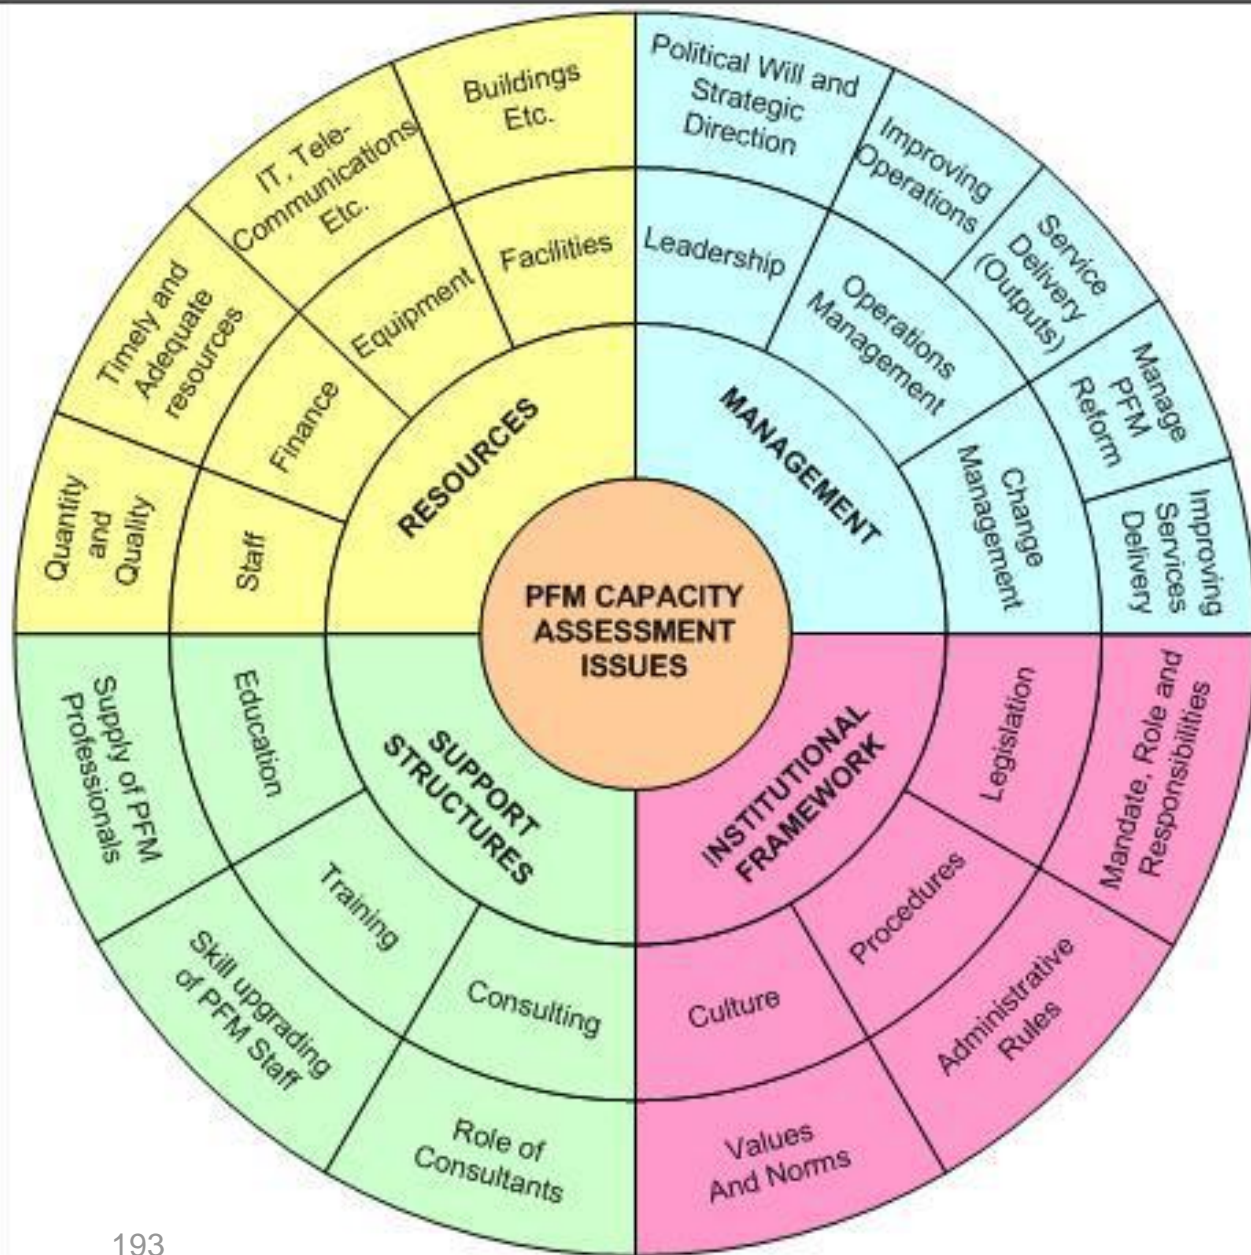 PFM CAPACITY
ASSESSMENT
ISSUES
MANAGEMENT
Leadership
Political Will and
Strategic
Direction
Operations
Management
Improving
Operations
Service
Delivery
(Outputs)
Change
Management
Manage
PFM
Reform
Improving
Services
Delivery
INSTITUTIONAL
FRAMEWORK
Legislation
Mandate, Role and
Responsibilities
Procedures
Administrative
Rules
Culture
Values
And Norms
SUPPORT
STRUCTURES
Consulting
Role of
Consultants
Training
Skill upgrading
of PFM Staff
Education
Supply of PFM
Professionals
RESOURCES
Staff
Quantity
and
Quality
Finance
Timely and
Adequate
resources
Equipment
IT, Tele-
Communications
Etc.
Facilities
Buildings
Etc.
193